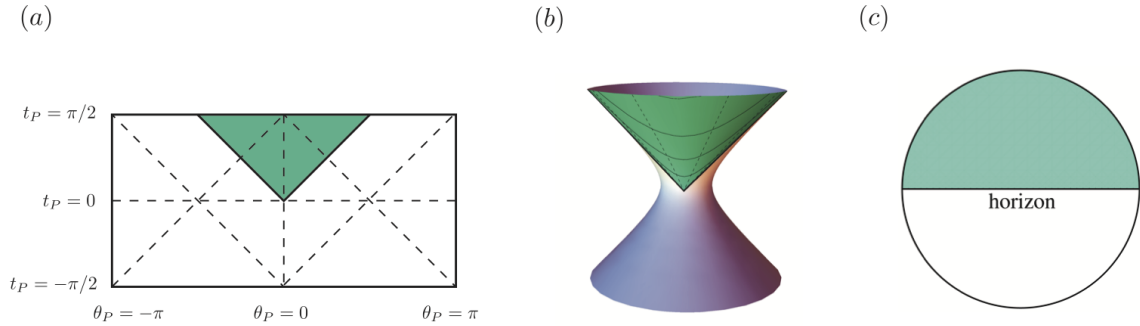 (a)
(b)
(c)
t_P = π/2
t_P = 0
t_P = −π/2
θ_P = −π
θ_P = 0
θ_P = π
horizon